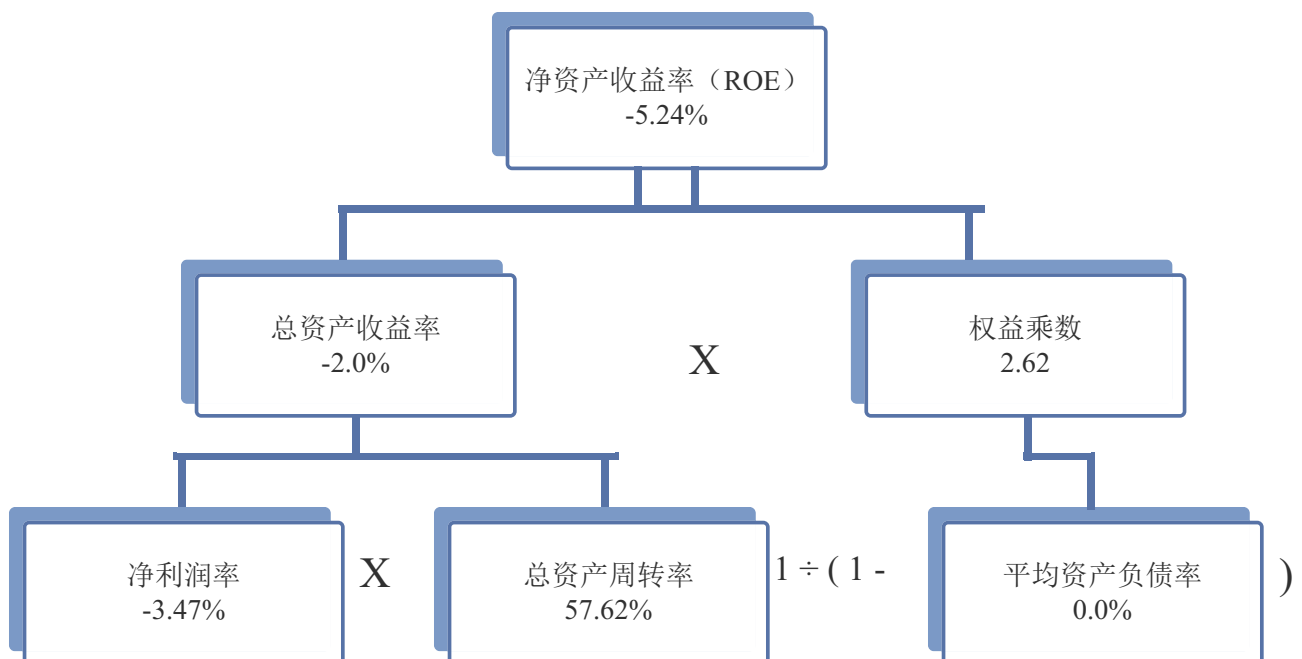 净资产收益率（ROE）
-5.24%
总资产收益率
-2.0%
X
权益乘数
2.62
净利润率
-3.47%
X
总资产周转率
57.62%
1 ÷ ( 1 -
平均资产负债率
0.0%
)